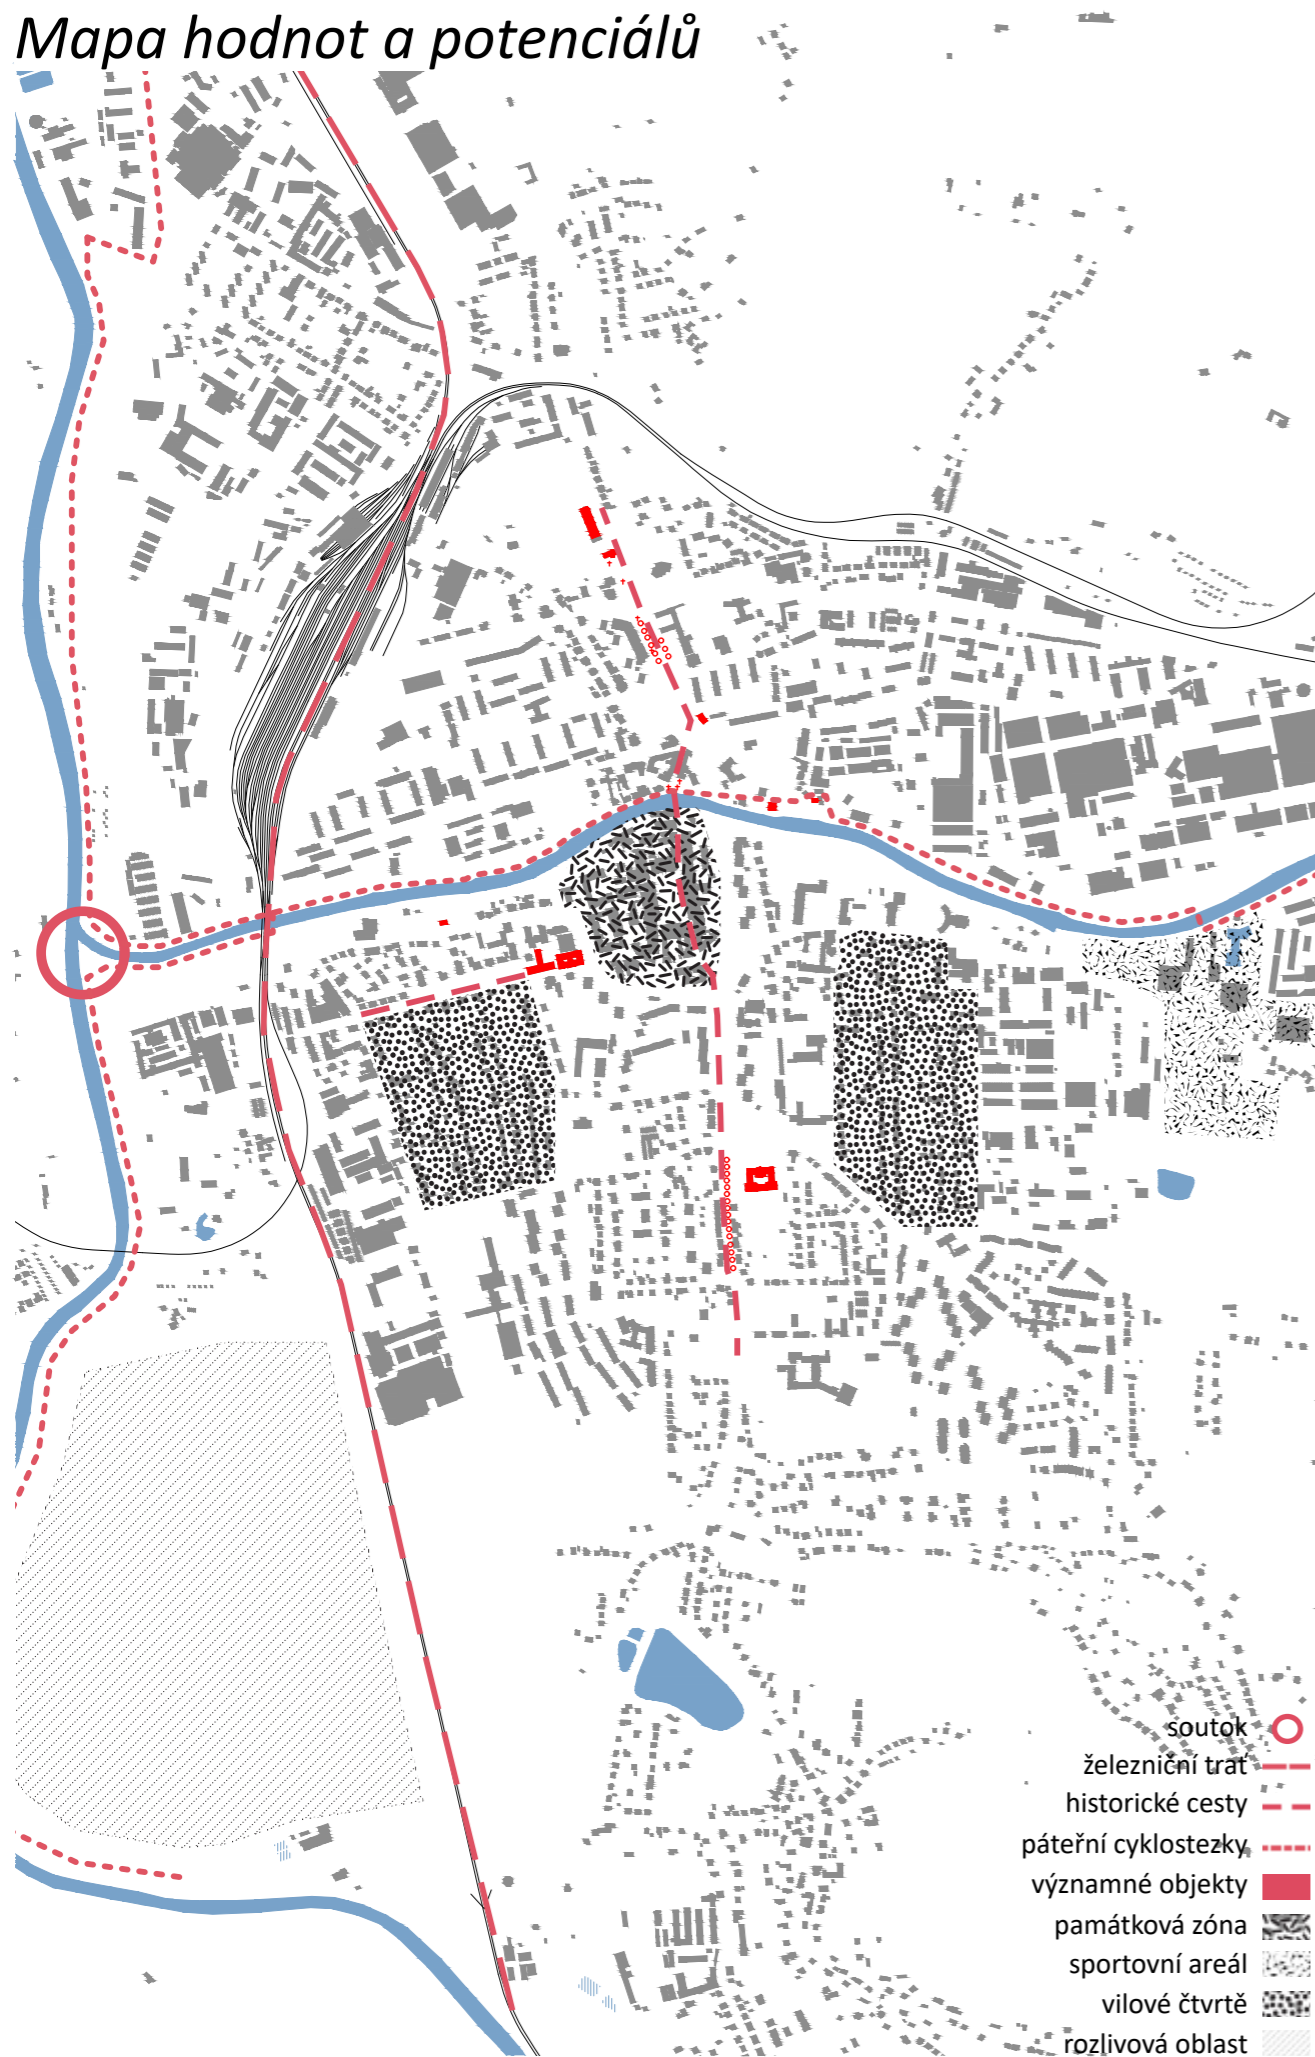 Mapa hodnot a potenciálů
soutok
železniční trať
historické cesty
páteřní cyklostezky
významné objekty
památková zóna
sportovní areál
vilové čtvrtě
rozlivová oblast